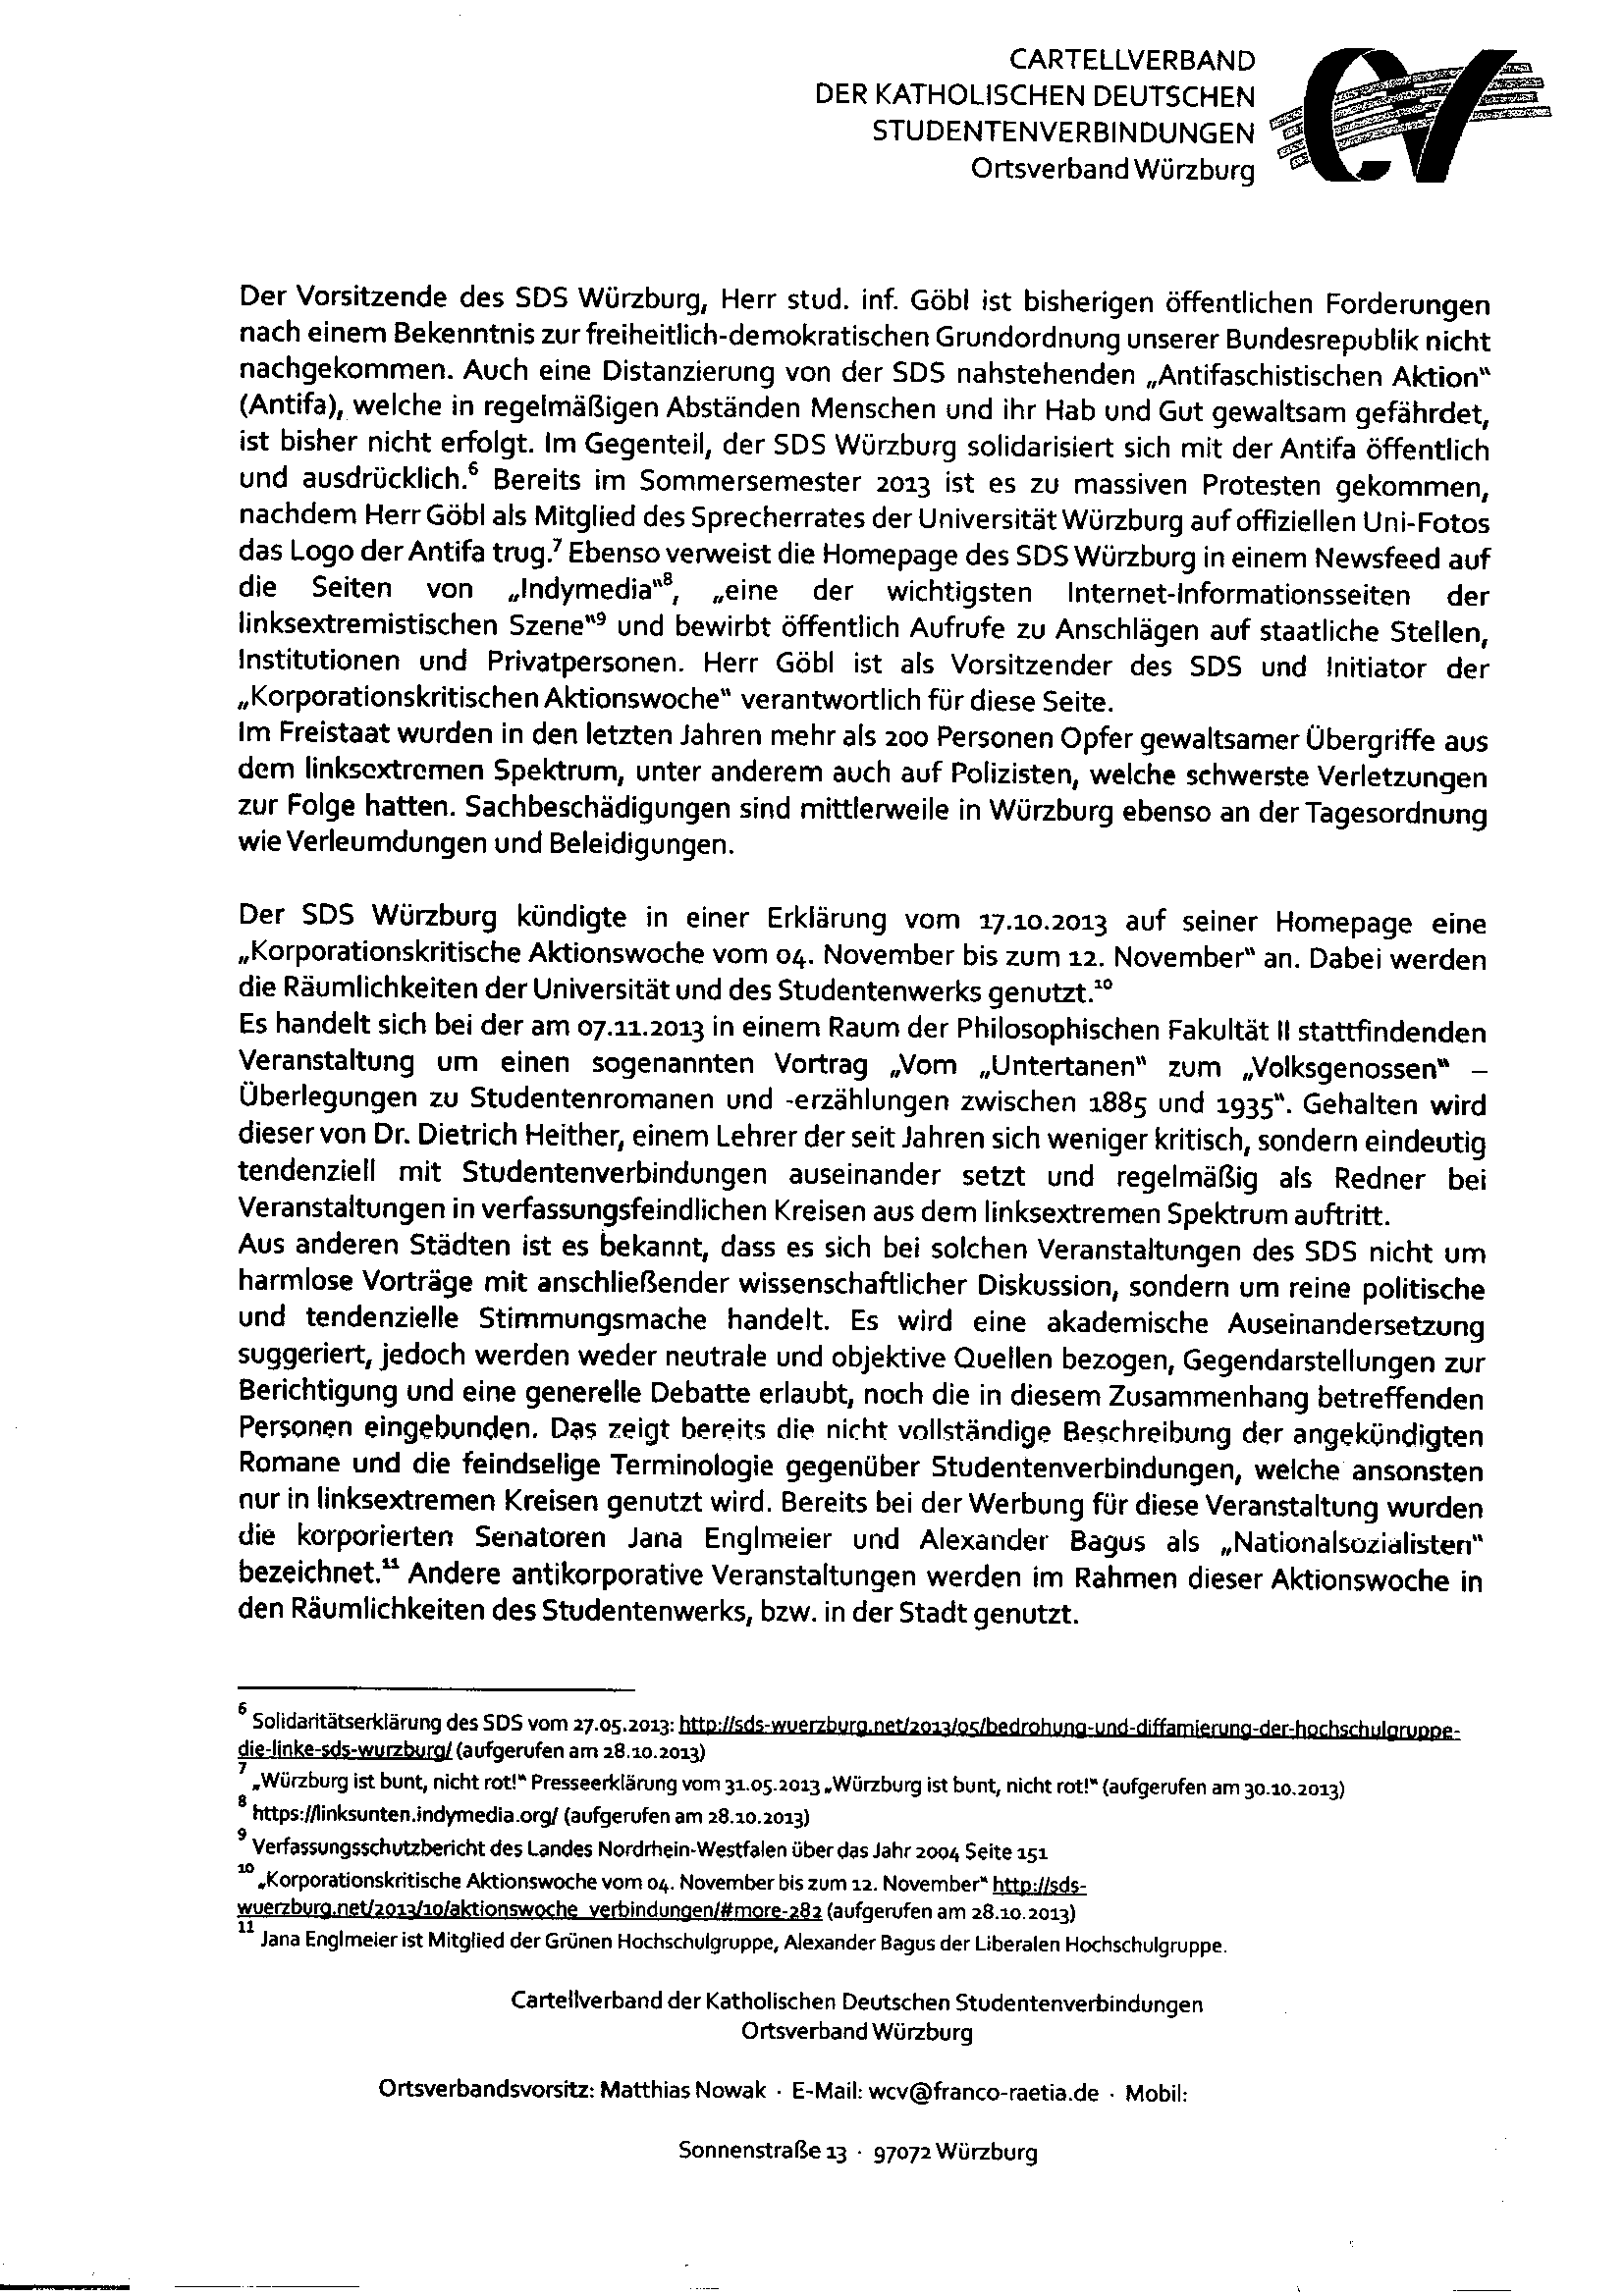 CARTELLVERBAND
DER KATHOLISCHEN DEUTSCHEN
STUDENTENVERBINDUNGEN
Ortsverband Würzburg
CV
Der Vorsitzende des SDS Würzburg, Herr stud. inf. Göbl ist bisherigen öffentlichen Forderungen
nach einem Bekenntnis zur freiheitlich-demokratischen Grundordnung unserer Bundesrepublik nicht
nachgekommen. Auch eine Distanzierung von der SDS nahstehenden „Antifaschistischen Aktion"
(Antifa), welche in regelmäßigen Abständen Menschen und ihr Hab und Gut gewaltsam gefährdet,
ist bisher nicht erfolgt. Im Gegenteil, der SDS Würzburg solidarisiert sich mit der Antifa öffentlich
und ausdrücklich.⁶ Bereits im Sommersemester 2013 ist es zu massiven Protesten gekommen,
nachdem Herr Göbl als Mitglied des Sprecherrates der Universität Würzburg auf offiziellen Uni-Fotos
das Logo der Antifa trug.⁷ Ebenso verweist die Homepage des SDS Würzburg in einem Newsfeed auf
die Seiten von „Indymedia"⁸, „eine der wichtigsten Internet-Informationsseiten der
linksextremistischen Szene"⁹ und bewirbt öffentlich Aufrufe zu Anschlägen auf staatliche Stellen,
Institutionen und Privatpersonen. Herr Göbl ist als Vorsitzender des SDS und Initiator der
„Korporationskritischen Aktionswoche" verantwortlich für diese Seite.
Im Freistaat wurden in den letzten Jahren mehr als 200 Personen Opfer gewaltsamer Übergriffe aus
dem linksextremen Spektrum, unter anderem auch auf Polizisten, welche schwerste Verletzungen
zur Folge hatten. Sachbeschädigungen sind mittlerweile in Würzburg ebenso an der Tagesordnung
wie Verleumdungen und Beleidigungen.
Der SDS Würzburg kündigte in einer Erklärung vom 17.10.2013 auf seiner Homepage eine
„Korporationskritische Aktionswoche vom 04. November bis zum 12. November" an. Dabei werden
die Räumlichkeiten der Universität und des Studentenwerks genutzt.¹⁰
Es handelt sich bei der am 07.11.2013 in einem Raum der Philosophischen Fakultät II stattfindenden
Veranstaltung um einen sogenannten Vortrag „Vom „Untertanen" zum „Volksgenossen" –
Überlegungen zu Studentenromanen und -erzählungen zwischen 1885 und 1935". Gehalten wird
dieser von Dr. Dietrich Heither, einem Lehrer der seit Jahren sich weniger kritisch, sondern eindeutig
tendenziell mit Studentenverbindungen auseinander setzt und regelmäßig als Redner bei
Veranstaltungen in verfassungsfeindlichen Kreisen aus dem linksextremen Spektrum auftritt.
Aus anderen Städten ist es bekannt, dass es sich bei solchen Veranstaltungen des SDS nicht um
harmlose Vorträge mit anschließender wissenschaftlicher Diskussion, sondern um reine politische
und tendenzielle Stimmungsmache handelt. Es wird eine akademische Auseinandersetzung
suggeriert, jedoch werden weder neutrale und objektive Quellen bezogen, Gegendarstellungen zur
Berichtigung und eine generelle Debatte erlaubt, noch die in diesem Zusammenhang betreffenden
Personen eingebunden. Das zeigt bereits die nicht vollständige Beschreibung der angekündigten
Romane und die feindselige Terminologie gegenüber Studentenverbindungen, welche ansonsten
nur in linksextremen Kreisen genutzt wird. Bereits bei der Werbung für diese Veranstaltung wurden
die korporierten Senatoren Jana Englmeier und Alexander Bagus als „Nationalsozialisten"
bezeichnet.¹¹ Andere antikorporative Veranstaltungen werden im Rahmen dieser Aktionswoche in
den Räumlichkeiten des Studentenwerks, bzw. in der Stadt genutzt.
⁶ Solidaritätserklärung des SDS vom 27.05.2013: http://sds-wuerzburg.net/2013/05/bedrohung-und-diffamierung-der-hochschulgruppe-
die-linke-sds-wurzburg/ (aufgerufen am 28.10.2013)
⁷ „Würzburg ist bunt, nicht rot!" Presseerklärung vom 31.05.2013 „Würzburg ist bunt, nicht rot!" (aufgerufen am 30.10.2013)
⁸ https://linksunten.indymedia.org/ (aufgerufen am 28.10.2013)
⁹ Verfassungsschutzbericht des Landes Nordrhein-Westfalen über das Jahr 2004 Seite 151
¹⁰ „Korporationskritische Aktionswoche vom 04. November bis zum 12. November" http://sds-
wuerzburg.net/2013/10/aktionswoche_verbindungen/#more-282 (aufgerufen am 28.10.2013)
¹¹ Jana Englmeier ist Mitglied der Grünen Hochschulgruppe, Alexander Bagus der Liberalen Hochschulgruppe.
Cartellverband der Katholischen Deutschen Studentenverbindungen
Ortsverband Würzburg
Ortsverbandsvorsitz: Matthias Nowak · E-Mail: wcv@franco-raetia.de · Mobil:
Sonnenstraße 13 · 97072 Würzburg